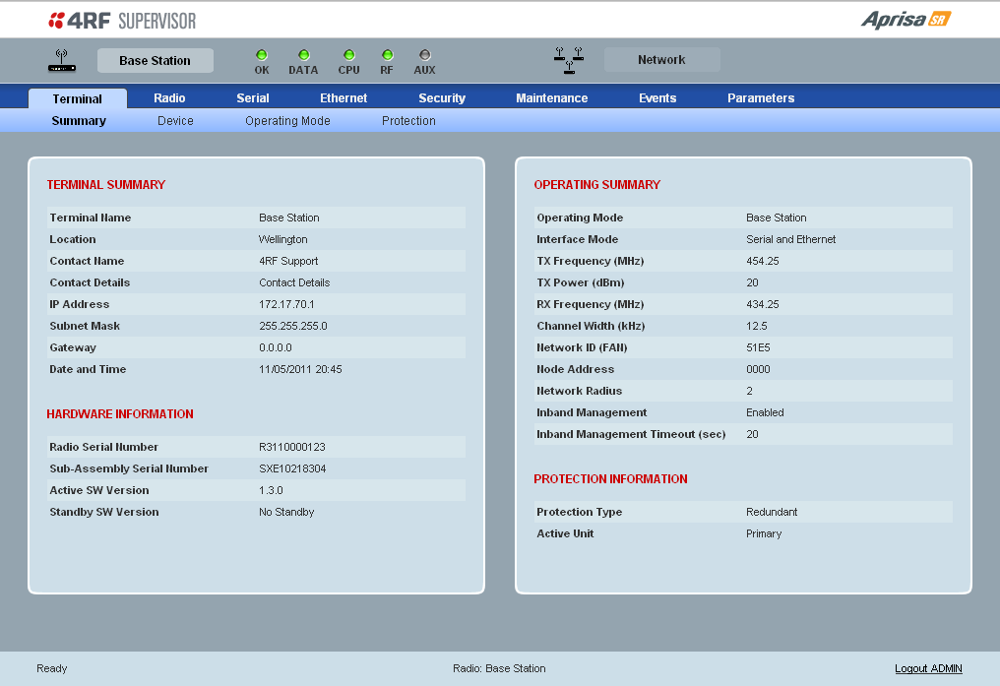 4RF SUPERVISOR
Aprisa SR
Base Station
OK DATA CPU RF AUX
Network
Terminal Radio Serial Ethernet Security Maintenance Events Parameters
Summary Device Operating Mode Protection
TERMINAL SUMMARY
Terminal Name Base Station
Location Wellington
Contact Name 4RF Support
Contact Details Contact Details
IP Address 172.17.70.1
Subnet Mask 255.255.255.0
Gateway 0.0.0.0
Date and Time 11/05/2011 20:45
HARDWARE INFORMATION
Radio Serial Number R3110000123
Sub-Assembly Serial Number SXE10218304
Active SW Version 1.3.0
Standby SW Version No Standby
OPERATING SUMMARY
Operating Mode Base Station
Interface Mode Serial and Ethernet
TX Frequency (MHz) 454.25
TX Power (dBm) 20
RX Frequency (MHz) 434.25
Channel Width (kHz) 12.5
Network ID (FAN) 51E5
Node Address 0000
Network Radius 2
Inband Management Enabled
Inband Management Timeout (sec) 20
PROTECTION INFORMATION
Protection Type Redundant
Active Unit Primary
Ready
Radio: Base Station
Logout ADMIN